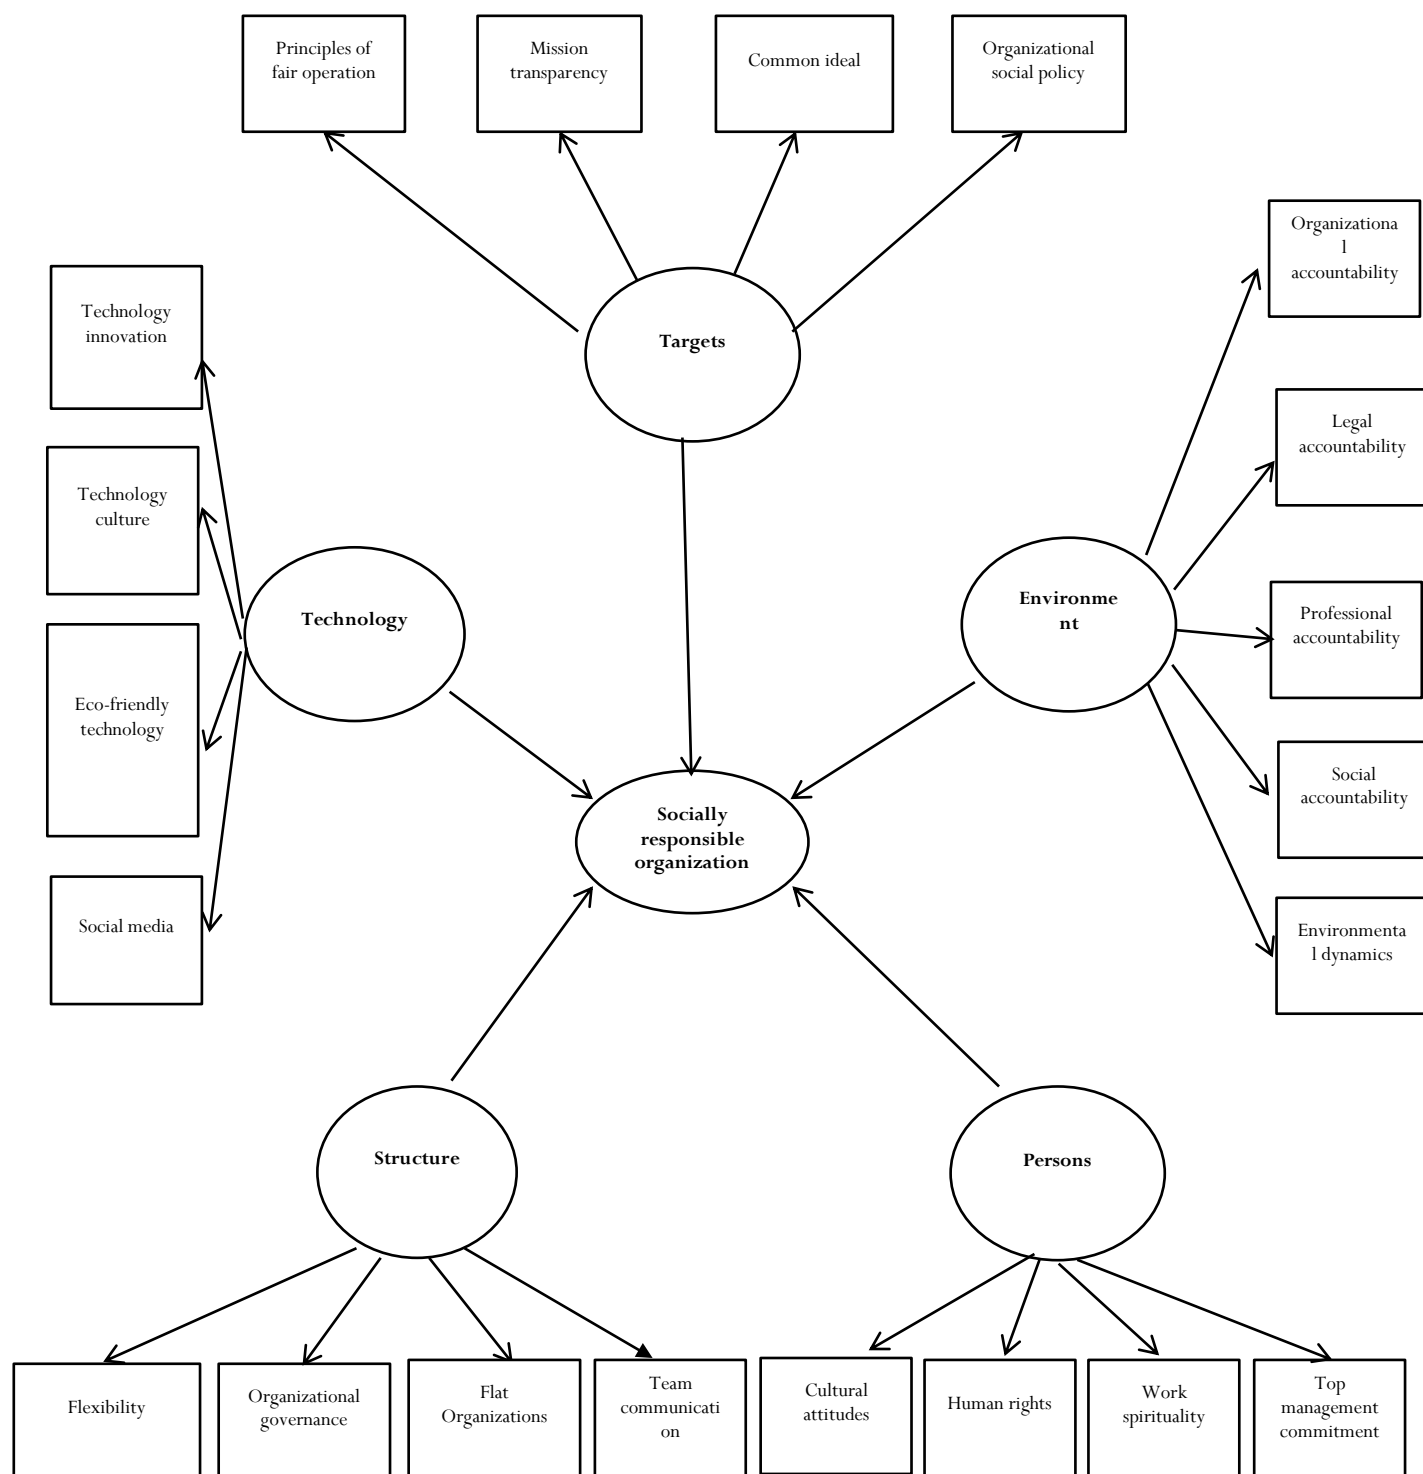 Principles of
fair operation
Mission
transparency
Common ideal
Organizational
social policy
Organizationa
l
accountability
Technology
innovation
Targets
Legal
accountability
Technology
culture
Technology
Environme
nt
Professional
accountability
Eco-friendly
technology
Socially
responsible
organization
Social
accountability
Social media
Environmenta
l dynamics
Structure
Persons
Flexibility
Organizational
governance
Flat
Organizations
Team
communicati
on
Cultural
attitudes
Human rights
Work
spirituality
Top
management
commitment